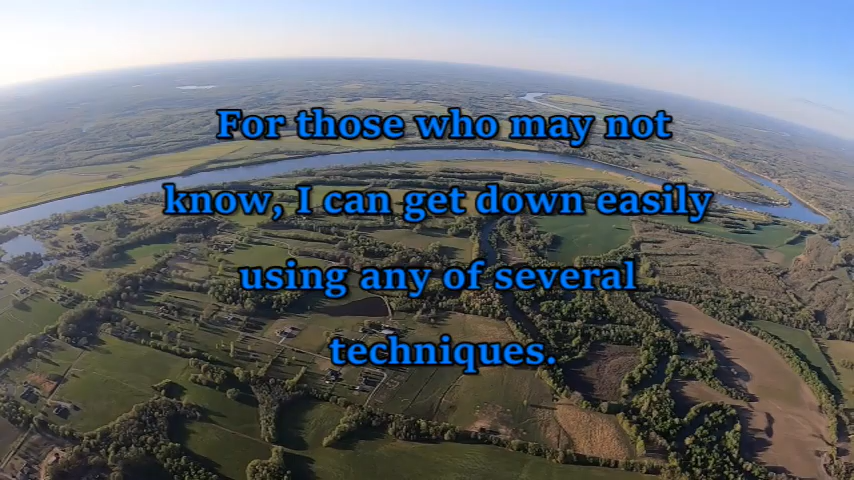 For those who may not
know, I can get down easily
using any of several
techniques.